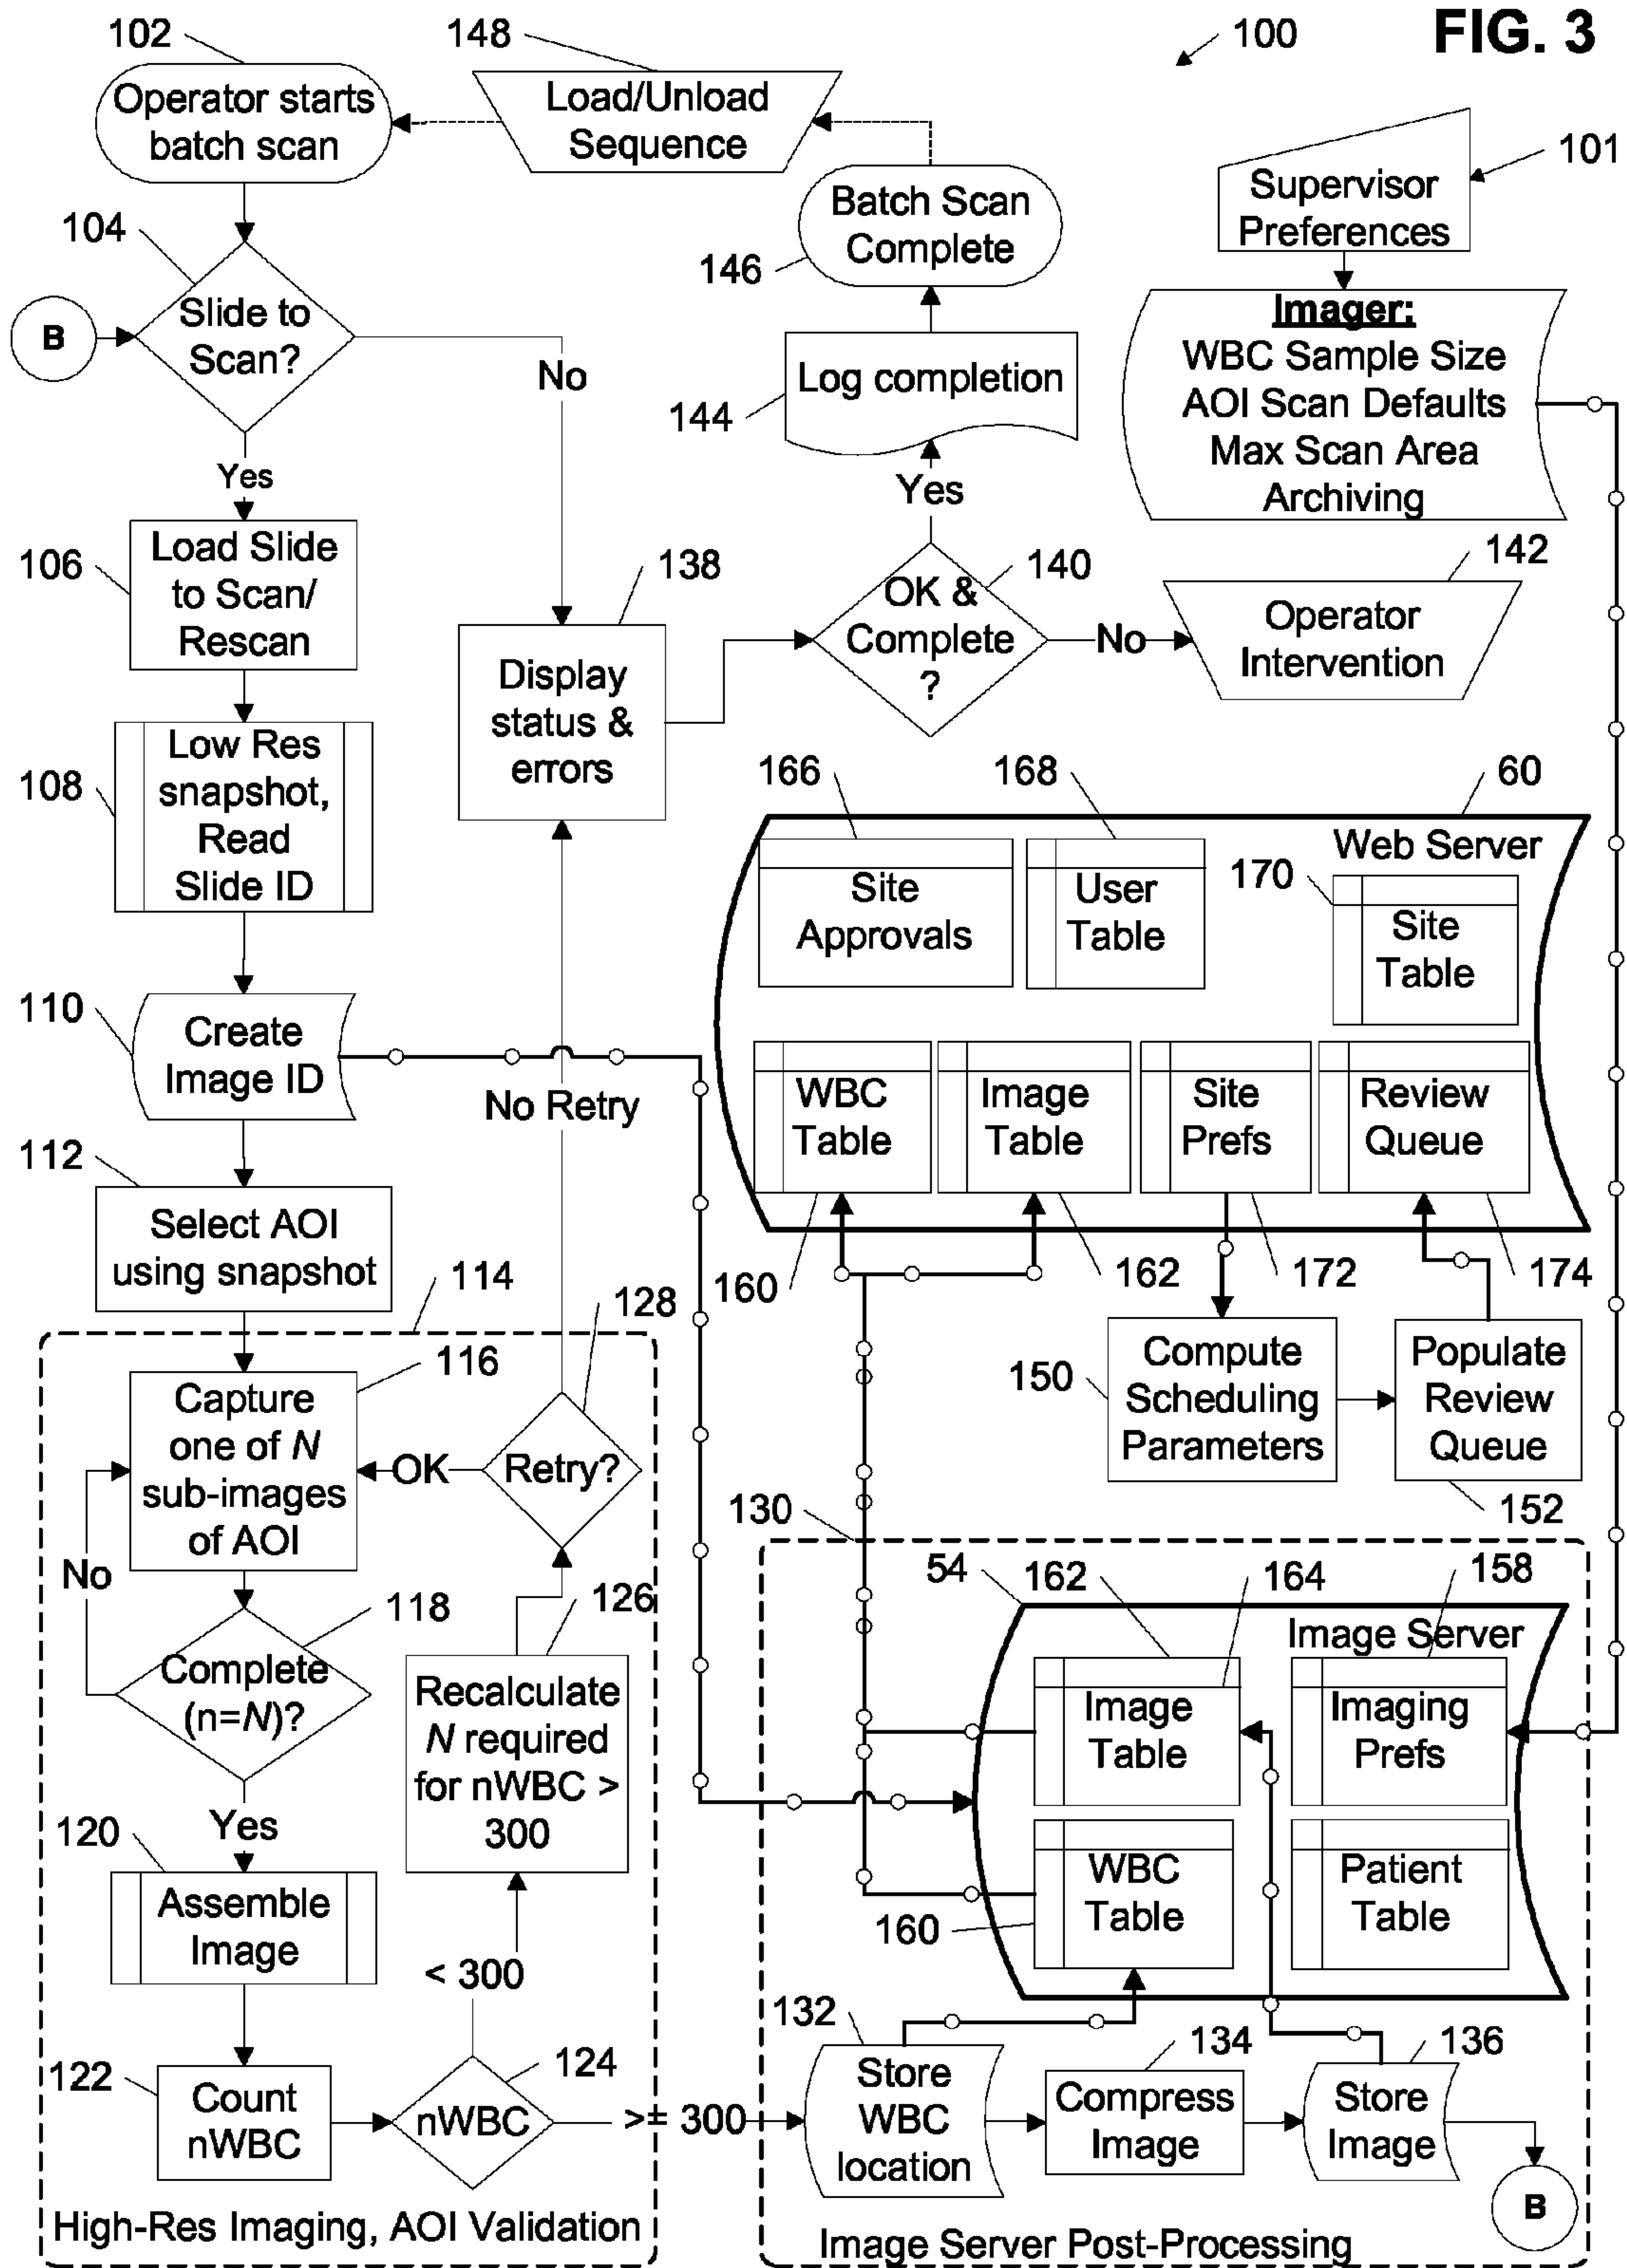 FIG. 3
100
102
Operator starts
batch scan
148
Load/Unload
Sequence
101
Supervisor
Preferences
104
B
Slide to
Scan?
No
Yes
146
Batch Scan
Complete
144
Log completion
Yes
Imager:
WBC Sample Size
AOI Scan Defaults
Max Scan Area
Archiving
106
Load Slide
to Scan/
Rescan
138
Display
status &
errors
140
OK &
Complete
?
No
142
Operator
Intervention
108
Low Res
snapshot,
Read
Slide ID
166
168
60
Web Server
Site
Approvals
User
Table
170
Site
Table
110
Create
Image ID
No Retry
WBC
Table
Image
Table
Site
Prefs
Review
Queue
160
162
172
174
112
Select AOI
using snapshot
114
128
116
Capture
one of N
sub-images
of AOI
OK
Retry?
No
150
Compute
Scheduling
Parameters
Populate
Review
Queue
152
130
118
Complete
(n=N)?
Yes
126
Recalculate
N required
for nWBC >
300
54
162
164
158
Image Server
Image
Table
Imaging
Prefs
WBC
Table
160
Patient
Table
120
Assemble
Image
< 300
122
Count
nWBC
124
nWBC
>= 300
132
Store
WBC
location
134
Compress
Image
136
Store
Image
B
High-Res Imaging, AOI Validation
Image Server Post-Processing